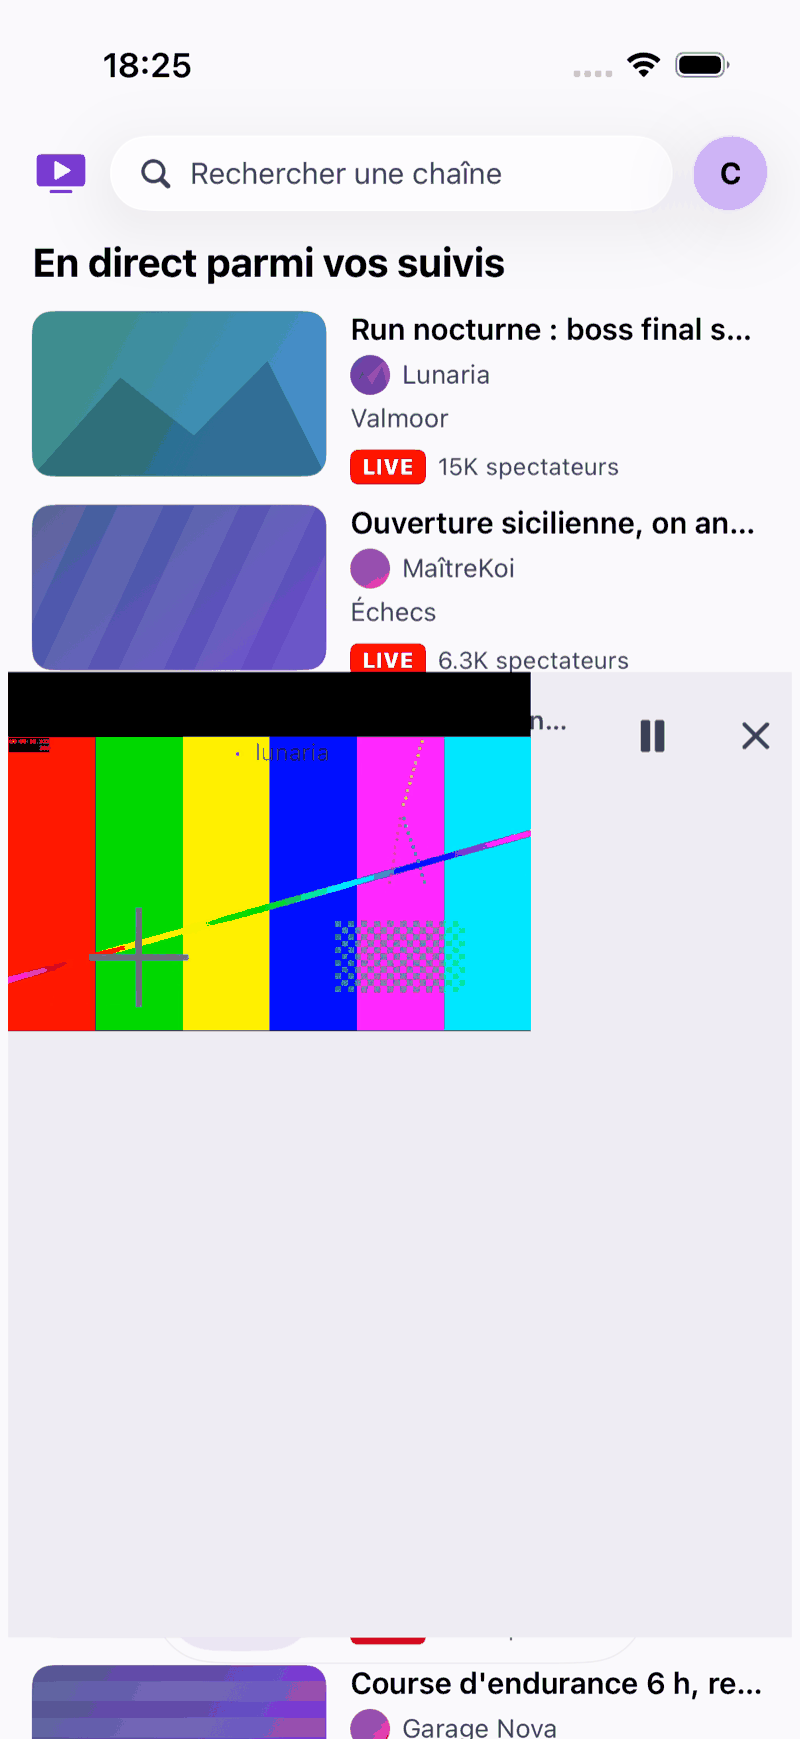 18:25
Rechercher une chaîne
C
En direct parmi vos suivis
Run nocturne : boss final s...
Lunaria
Valmoor
LIVE 15K spectateurs
Ouverture sicilienne, on an...
MaîtreKoi
Échecs
LIVE 6.3K spectateurs
n...
lunaria
Course d'endurance 6 h, re...
Garage Nova